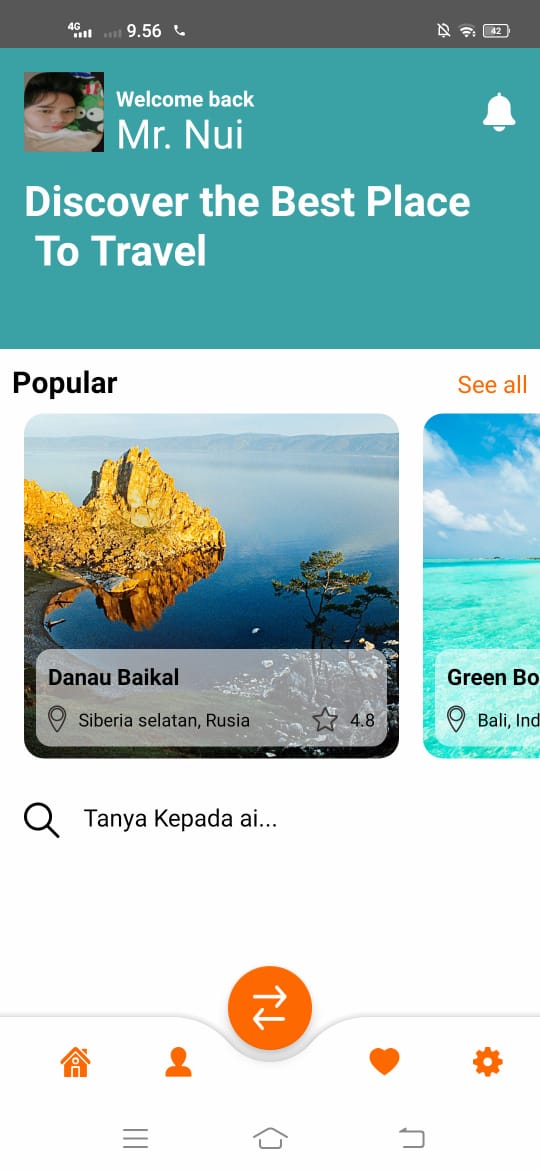 4G 9.56 42
Welcome back
Mr. Nui
Discover the Best Place
To Travel
Popular See all
Danau Baikal
Siberia selatan, Rusia 4.8
Green Bo
Bali, Ind
Tanya Kepada ai...